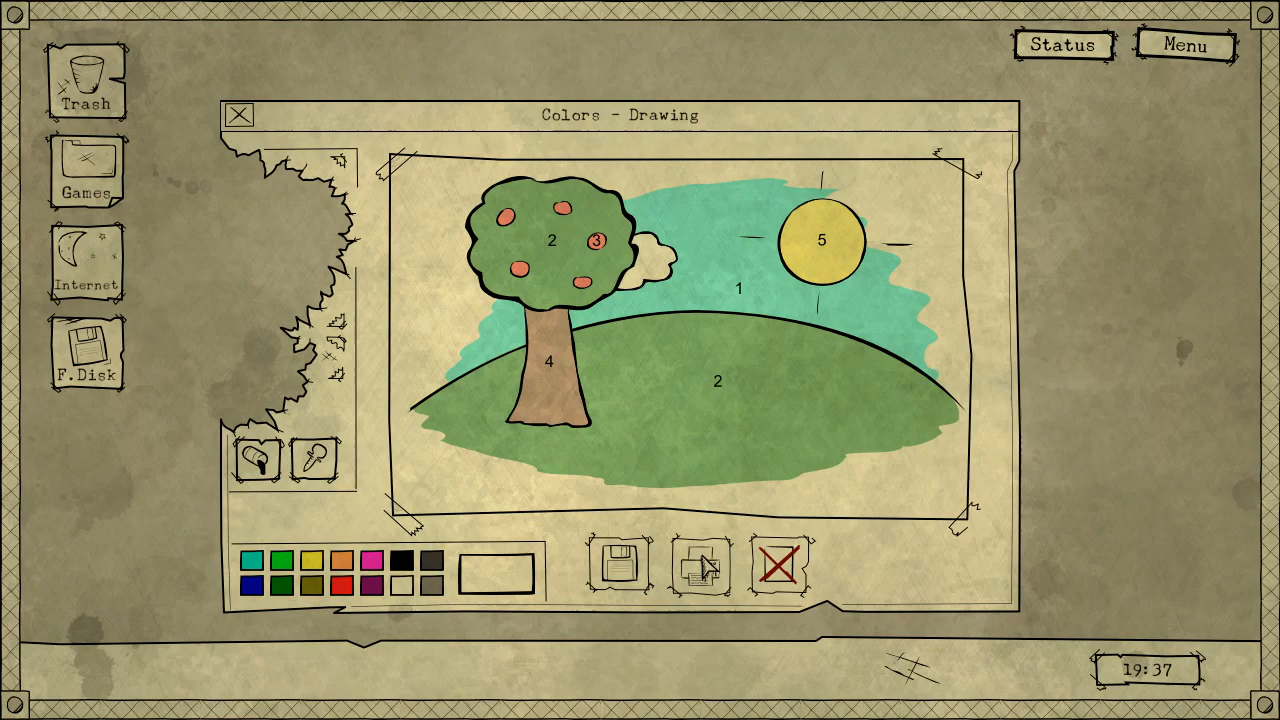 Status
Menu
Trash
Games
Internet
F.Disk
Colors - Drawing
2
3
5
1
4
2
19:37